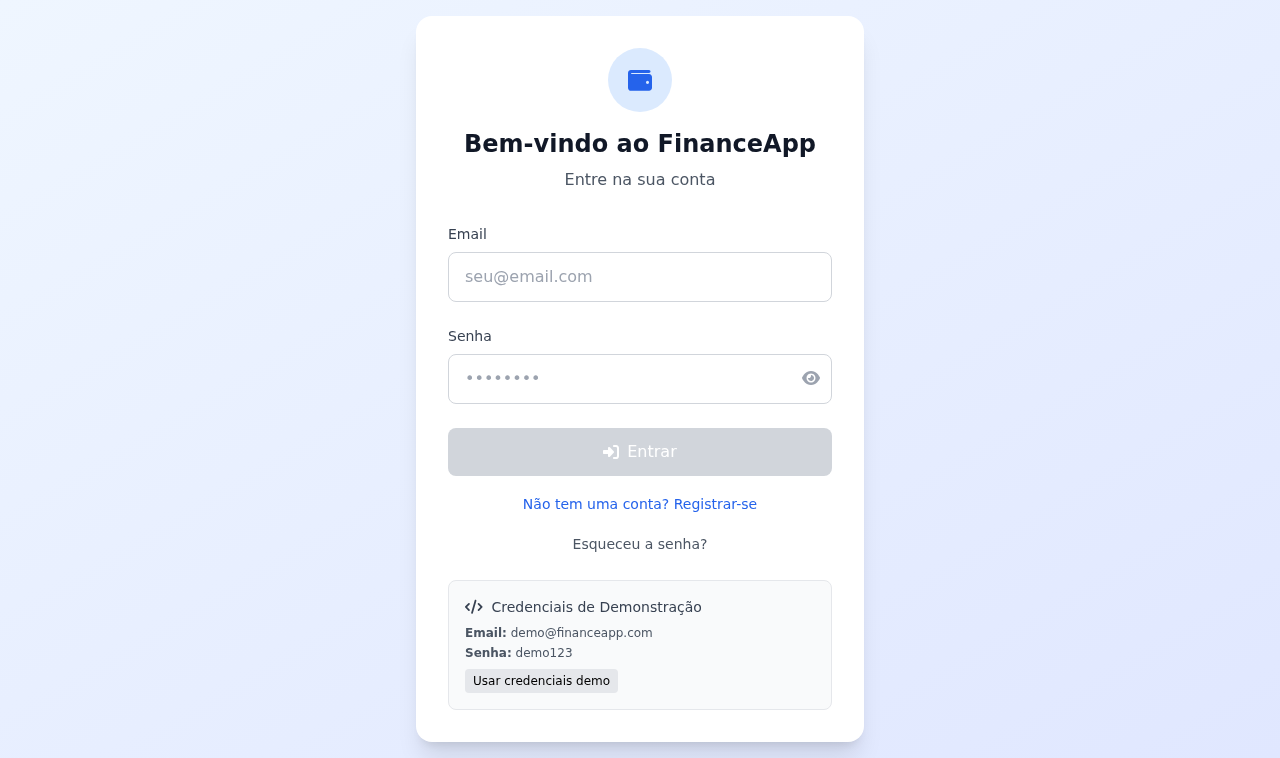 Bem-vindo ao FinanceApp
Entre na sua conta
Email
seu@email.com
Senha
••••••••
Entrar
Não tem uma conta? Registrar-se
Esqueceu a senha?
Credenciais de Demonstração
Email: demo@financeapp.com
Senha: demo123
Usar credenciais demo